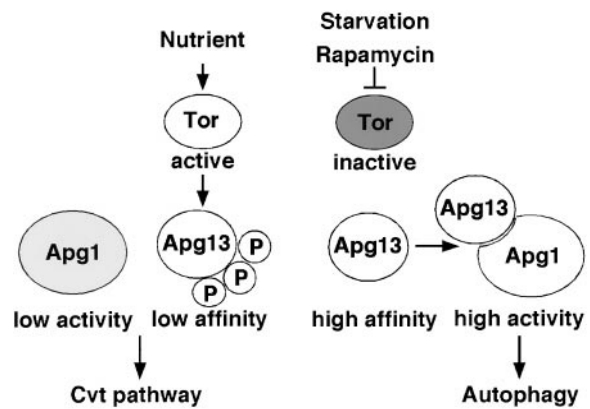 Nutrient
Tor
active
Apg1
Apg13
P
P
P
low activity
low affinity
Cvt pathway
Starvation
Rapamycin
Tor
inactive
Apg13
Apg13
Apg1
high affinity
high activity
Autophagy